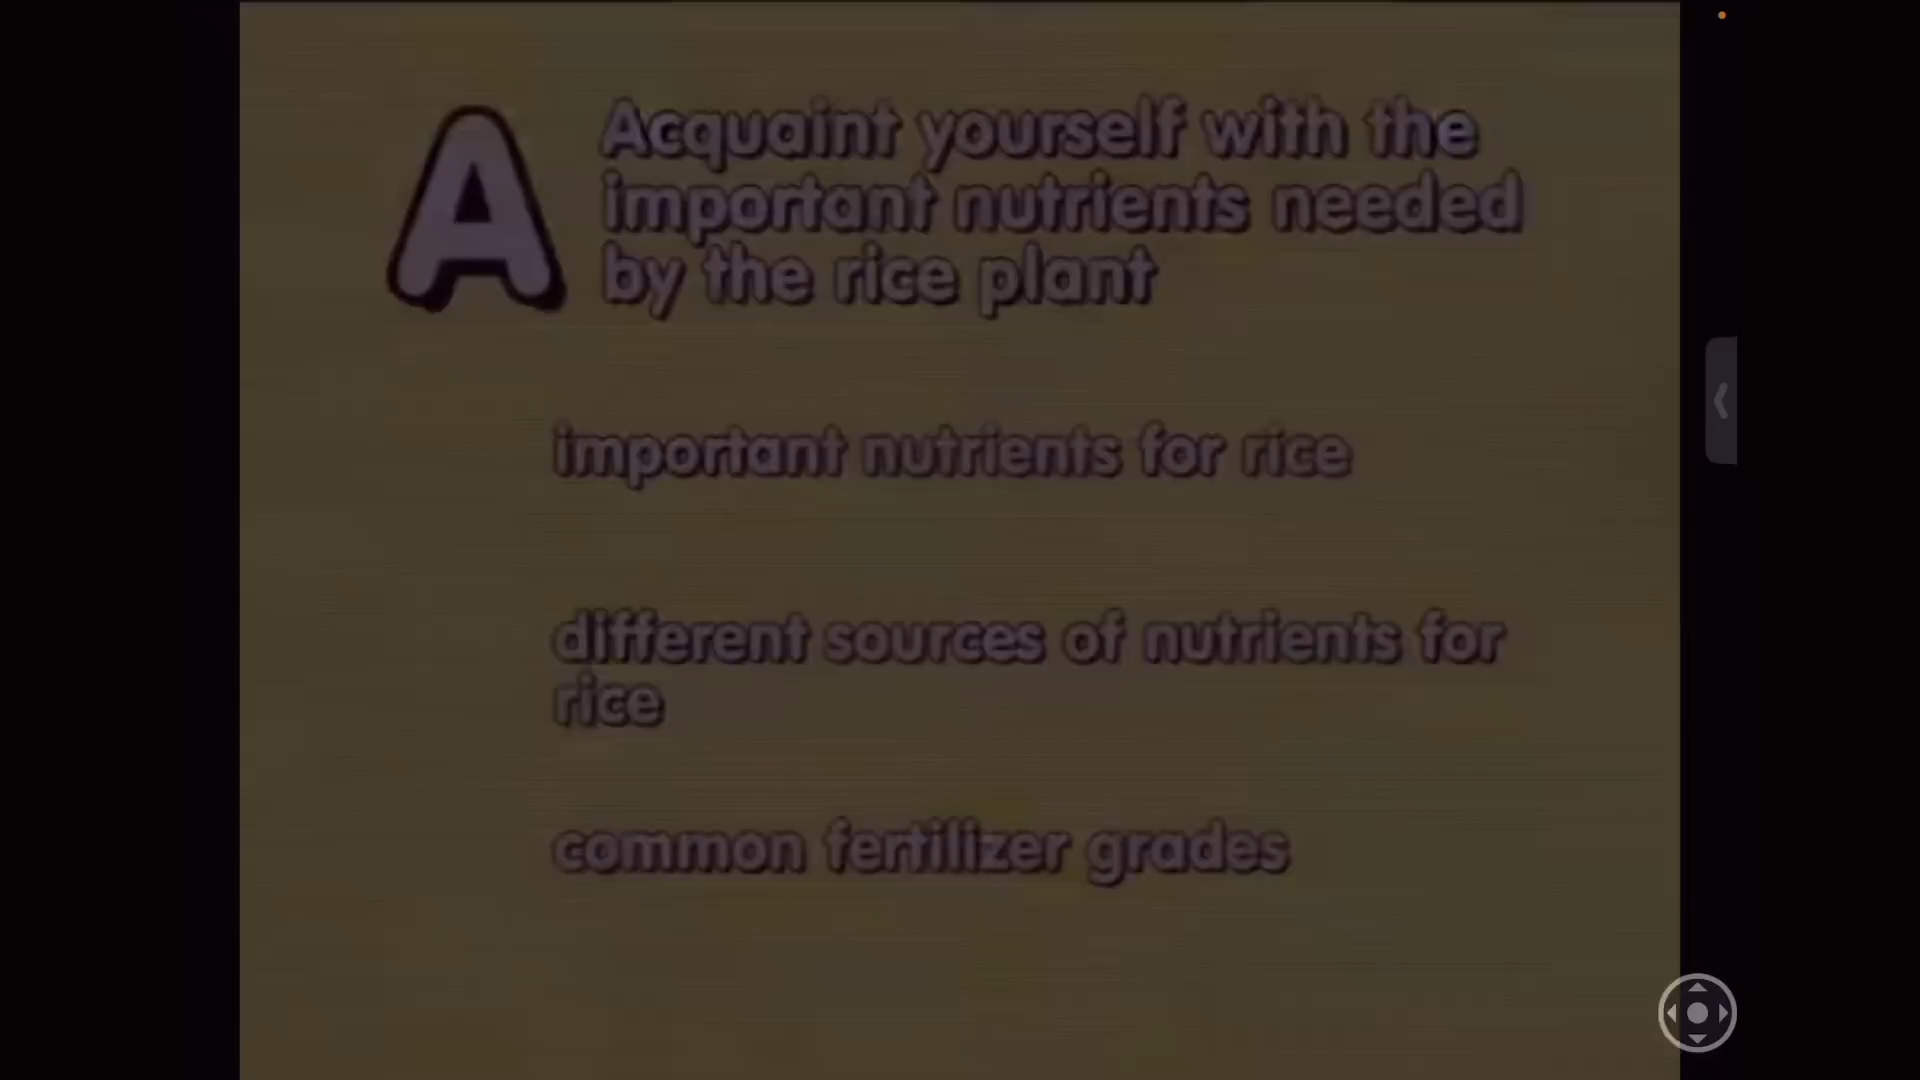 A
Acquaint yourself with the
important nutrients needed
by the rice plant
important nutrients for rice
different sources of nutrients for
rice
common fertilizer grades